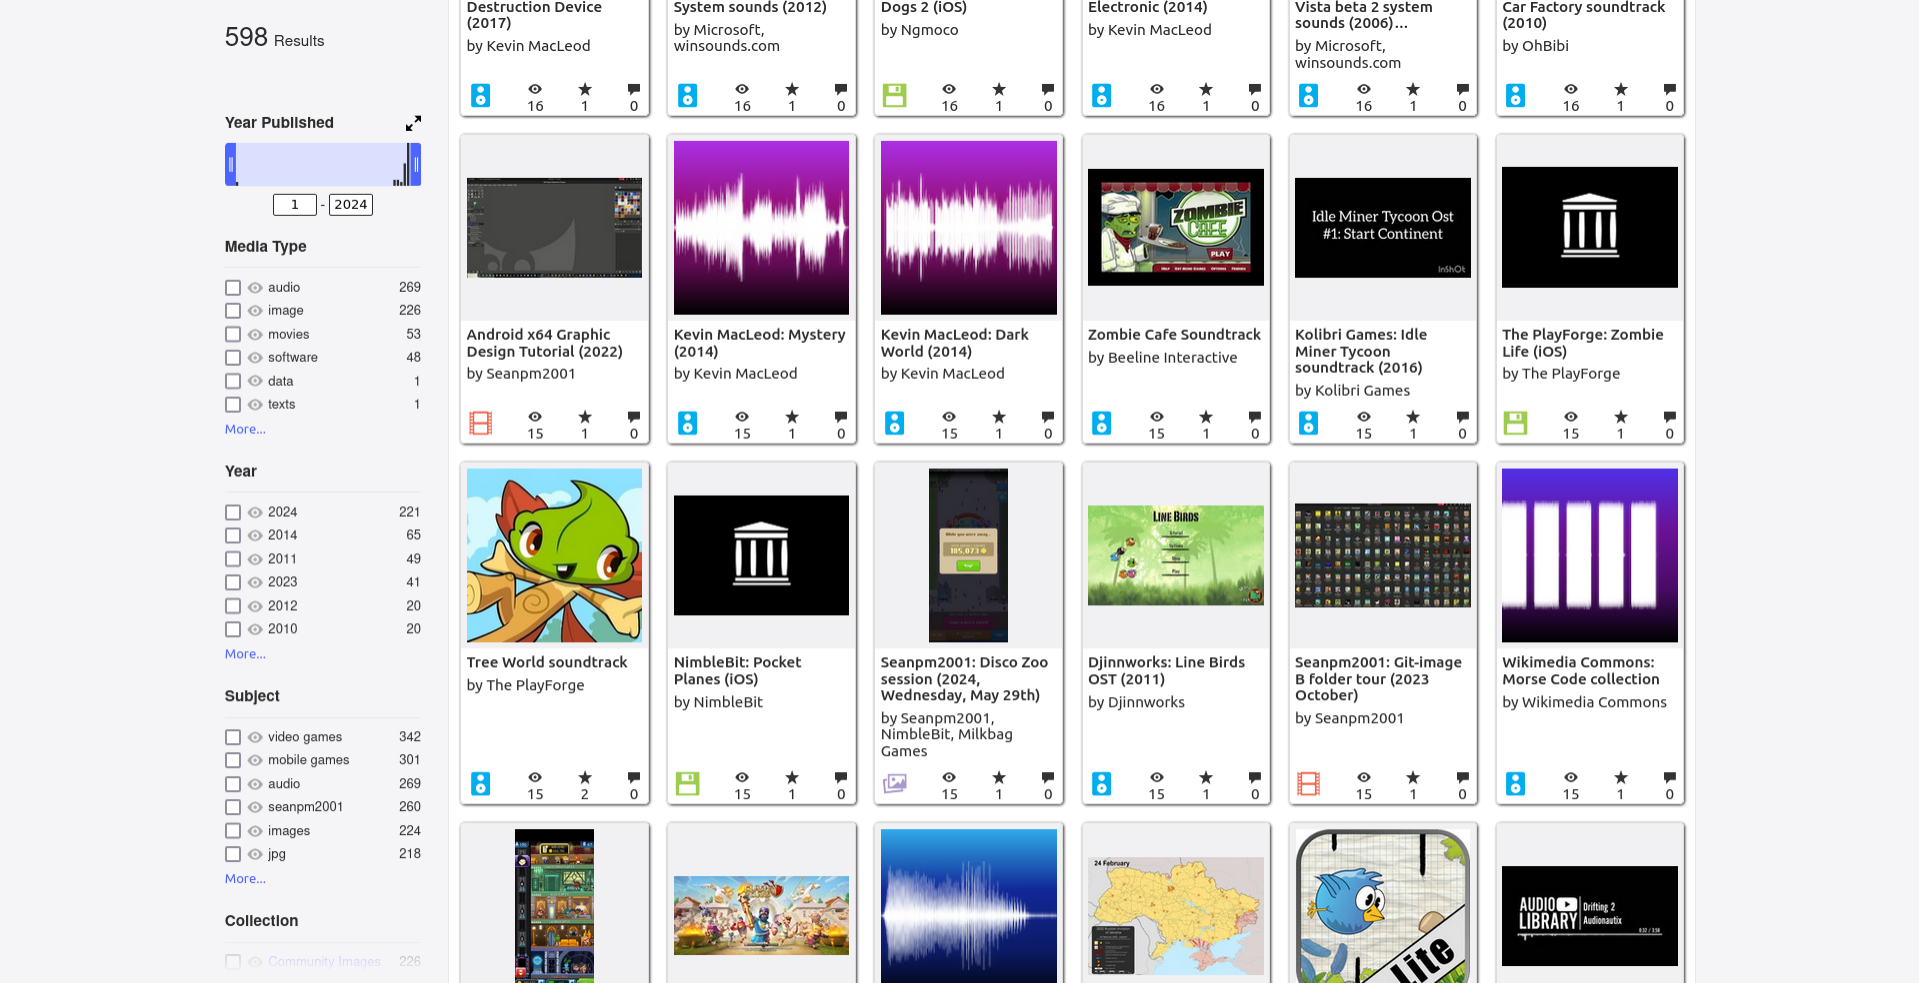 598 Results
Year Published
1 - 2024
Media Type
audio 269
image 226
movies 53
software 48
data 1
texts 1
More...
Year
2024 221
2014 65
2011 49
2023 41
2012 20
2010 20
More...
Subject
video games 342
mobile games 301
audio 269
seanpm2001 260
images 224
jpg 218
More...
Collection
Community Images 226
Destruction Device
(2017)
by Kevin MacLeod
16 1 0
System sounds (2012)
by Microsoft,
winsounds.com
16 1 0
Dogs 2 (iOS)
by Ngmoco
16 1 0
Electronic (2014)
by Kevin MacLeod
16 1 0
Vista beta 2 system
sounds (2006)...
by Microsoft,
winsounds.com
16 1 0
Car Factory soundtrack
(2010)
by OhBibi
16 1 0
Android x64 Graphic
Design Tutorial (2022)
by Seanpm2001
15 1 0
Kevin MacLeod: Mystery
(2014)
by Kevin MacLeod
15 1 0
Kevin MacLeod: Dark
World (2014)
by Kevin MacLeod
15 1 0
ZOMBIE
CAFE
PLAY
Zombie Cafe Soundtrack
by Beeline Interactive
15 1 0
Idle Miner Tycoon Ost
#1: Start Continent
InShOt
Kolibri Games: Idle
Miner Tycoon
soundtrack (2016)
by Kolibri Games
15 1 0
The PlayForge: Zombie
Life (iOS)
by The PlayForge
15 1 0
Tree World soundtrack
by The PlayForge
15 2 0
NimbleBit: Pocket
Planes (iOS)
by NimbleBit
15 1 0
While you were away...
185,073
Seanpm2001: Disco Zoo
session (2024,
Wednesday, May 29th)
by Seanpm2001,
NimbleBit, Milkbag
Games
15 1 0
LINE BIRDS
Play
Djinnworks: Line Birds
OST (2011)
by Djinnworks
15 1 0
Seanpm2001: Git-image
B folder tour (2023
October)
by Seanpm2001
15 1 0
Wikimedia Commons:
Morse Code collection
by Wikimedia Commons
15 1 0
24 February
Lite
AUDIO
LIBRARY
Drifting 2
Audionautix